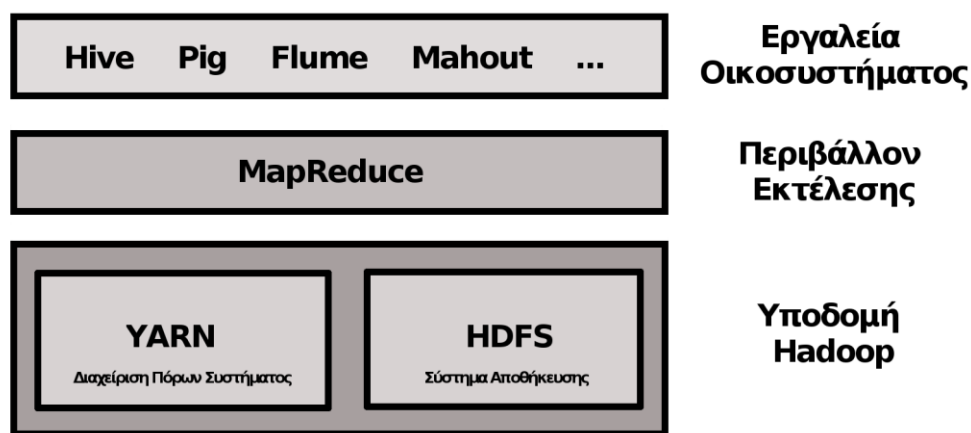 Hive Pig Flume Mahout ...
Εργαλεία
Οικοσυστήματος
MapReduce
Περιβάλλον
Εκτέλεσης
YARN
Διαχείριση Πόρων Συστήματος
HDFS
Σύστημα Αποθήκευσης
Υποδομή
Hadoop